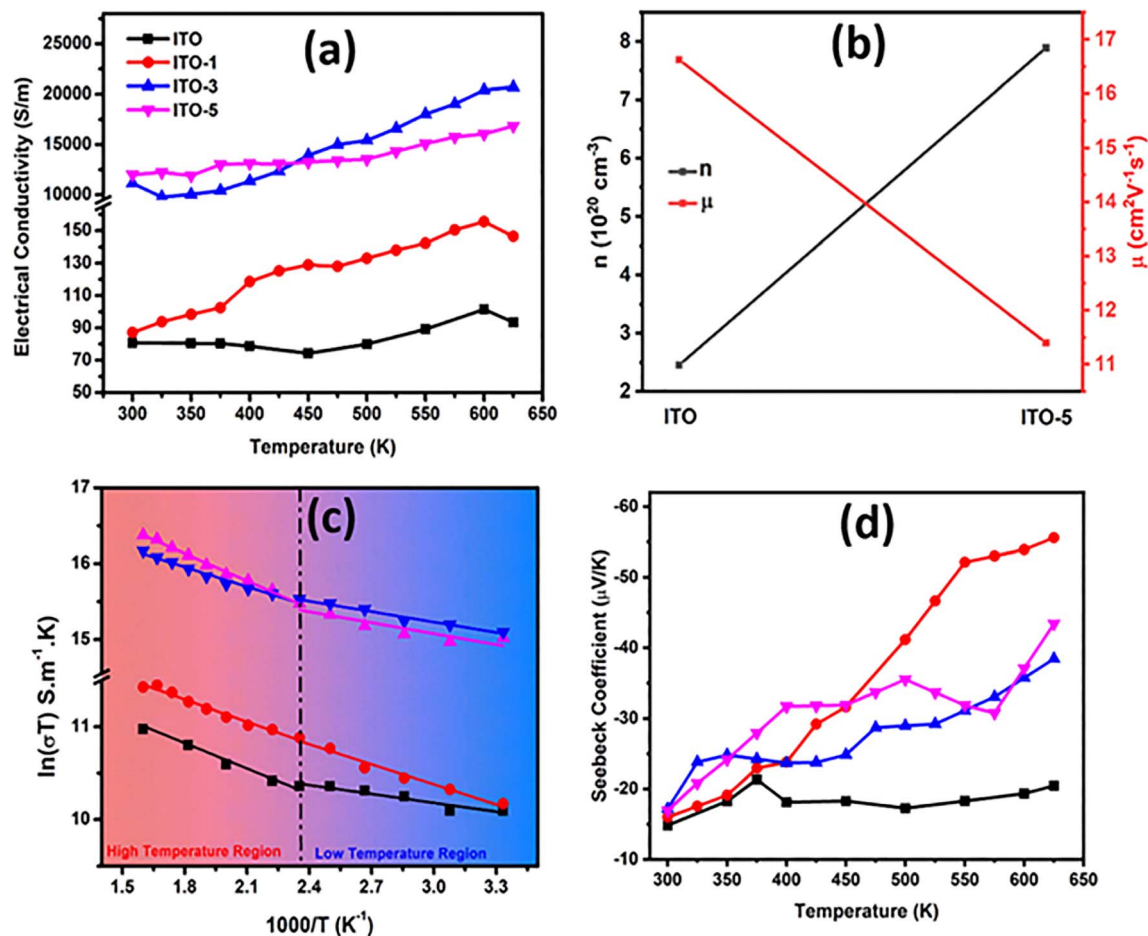 (a)
ITO
ITO-1
ITO-3
ITO-5
Electrical Conductivity (S/m)
25000
20000
15000
10000
150
130
110
90
70
50
300 350 400 450 500 550 600 650
Temperature (K)
(b)
n (10²⁰ cm⁻³)
8
7
6
5
4
3
2
n
μ
ITO ITO-5
17
16
15
14
13
12
11
μ (cm²V⁻¹s⁻¹)
(c)
ln(σT) S.m⁻¹.K
17
16
15
11
10
High Temperature Region Low Temperature Region
1.5 1.8 2.1 2.4 2.7 3.0 3.3
1000/T (K⁻¹)
(d)
Seebeck Coefficient (μV/K)
-60
-50
-40
-30
-20
-10
300 350 400 450 500 550 600 650
Temperature (K)